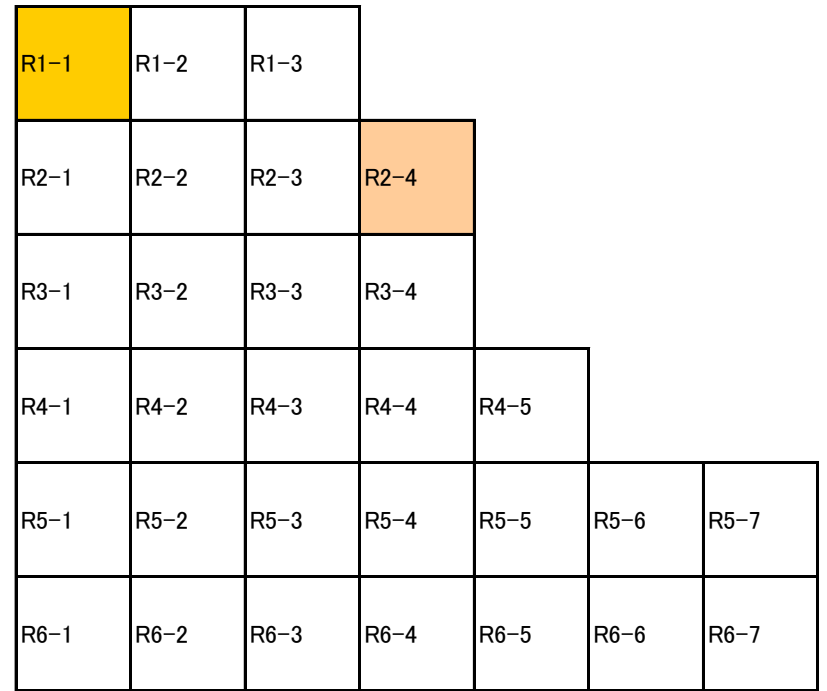 R1-1 R1-2 R1-3
R2-1 R2-2 R2-3 R2-4
R3-1 R3-2 R3-3 R3-4
R4-1 R4-2 R4-3 R4-4 R4-5
R5-1 R5-2 R5-3 R5-4 R5-5 R5-6 R5-7
R6-1 R6-2 R6-3 R6-4 R6-5 R6-6 R6-7